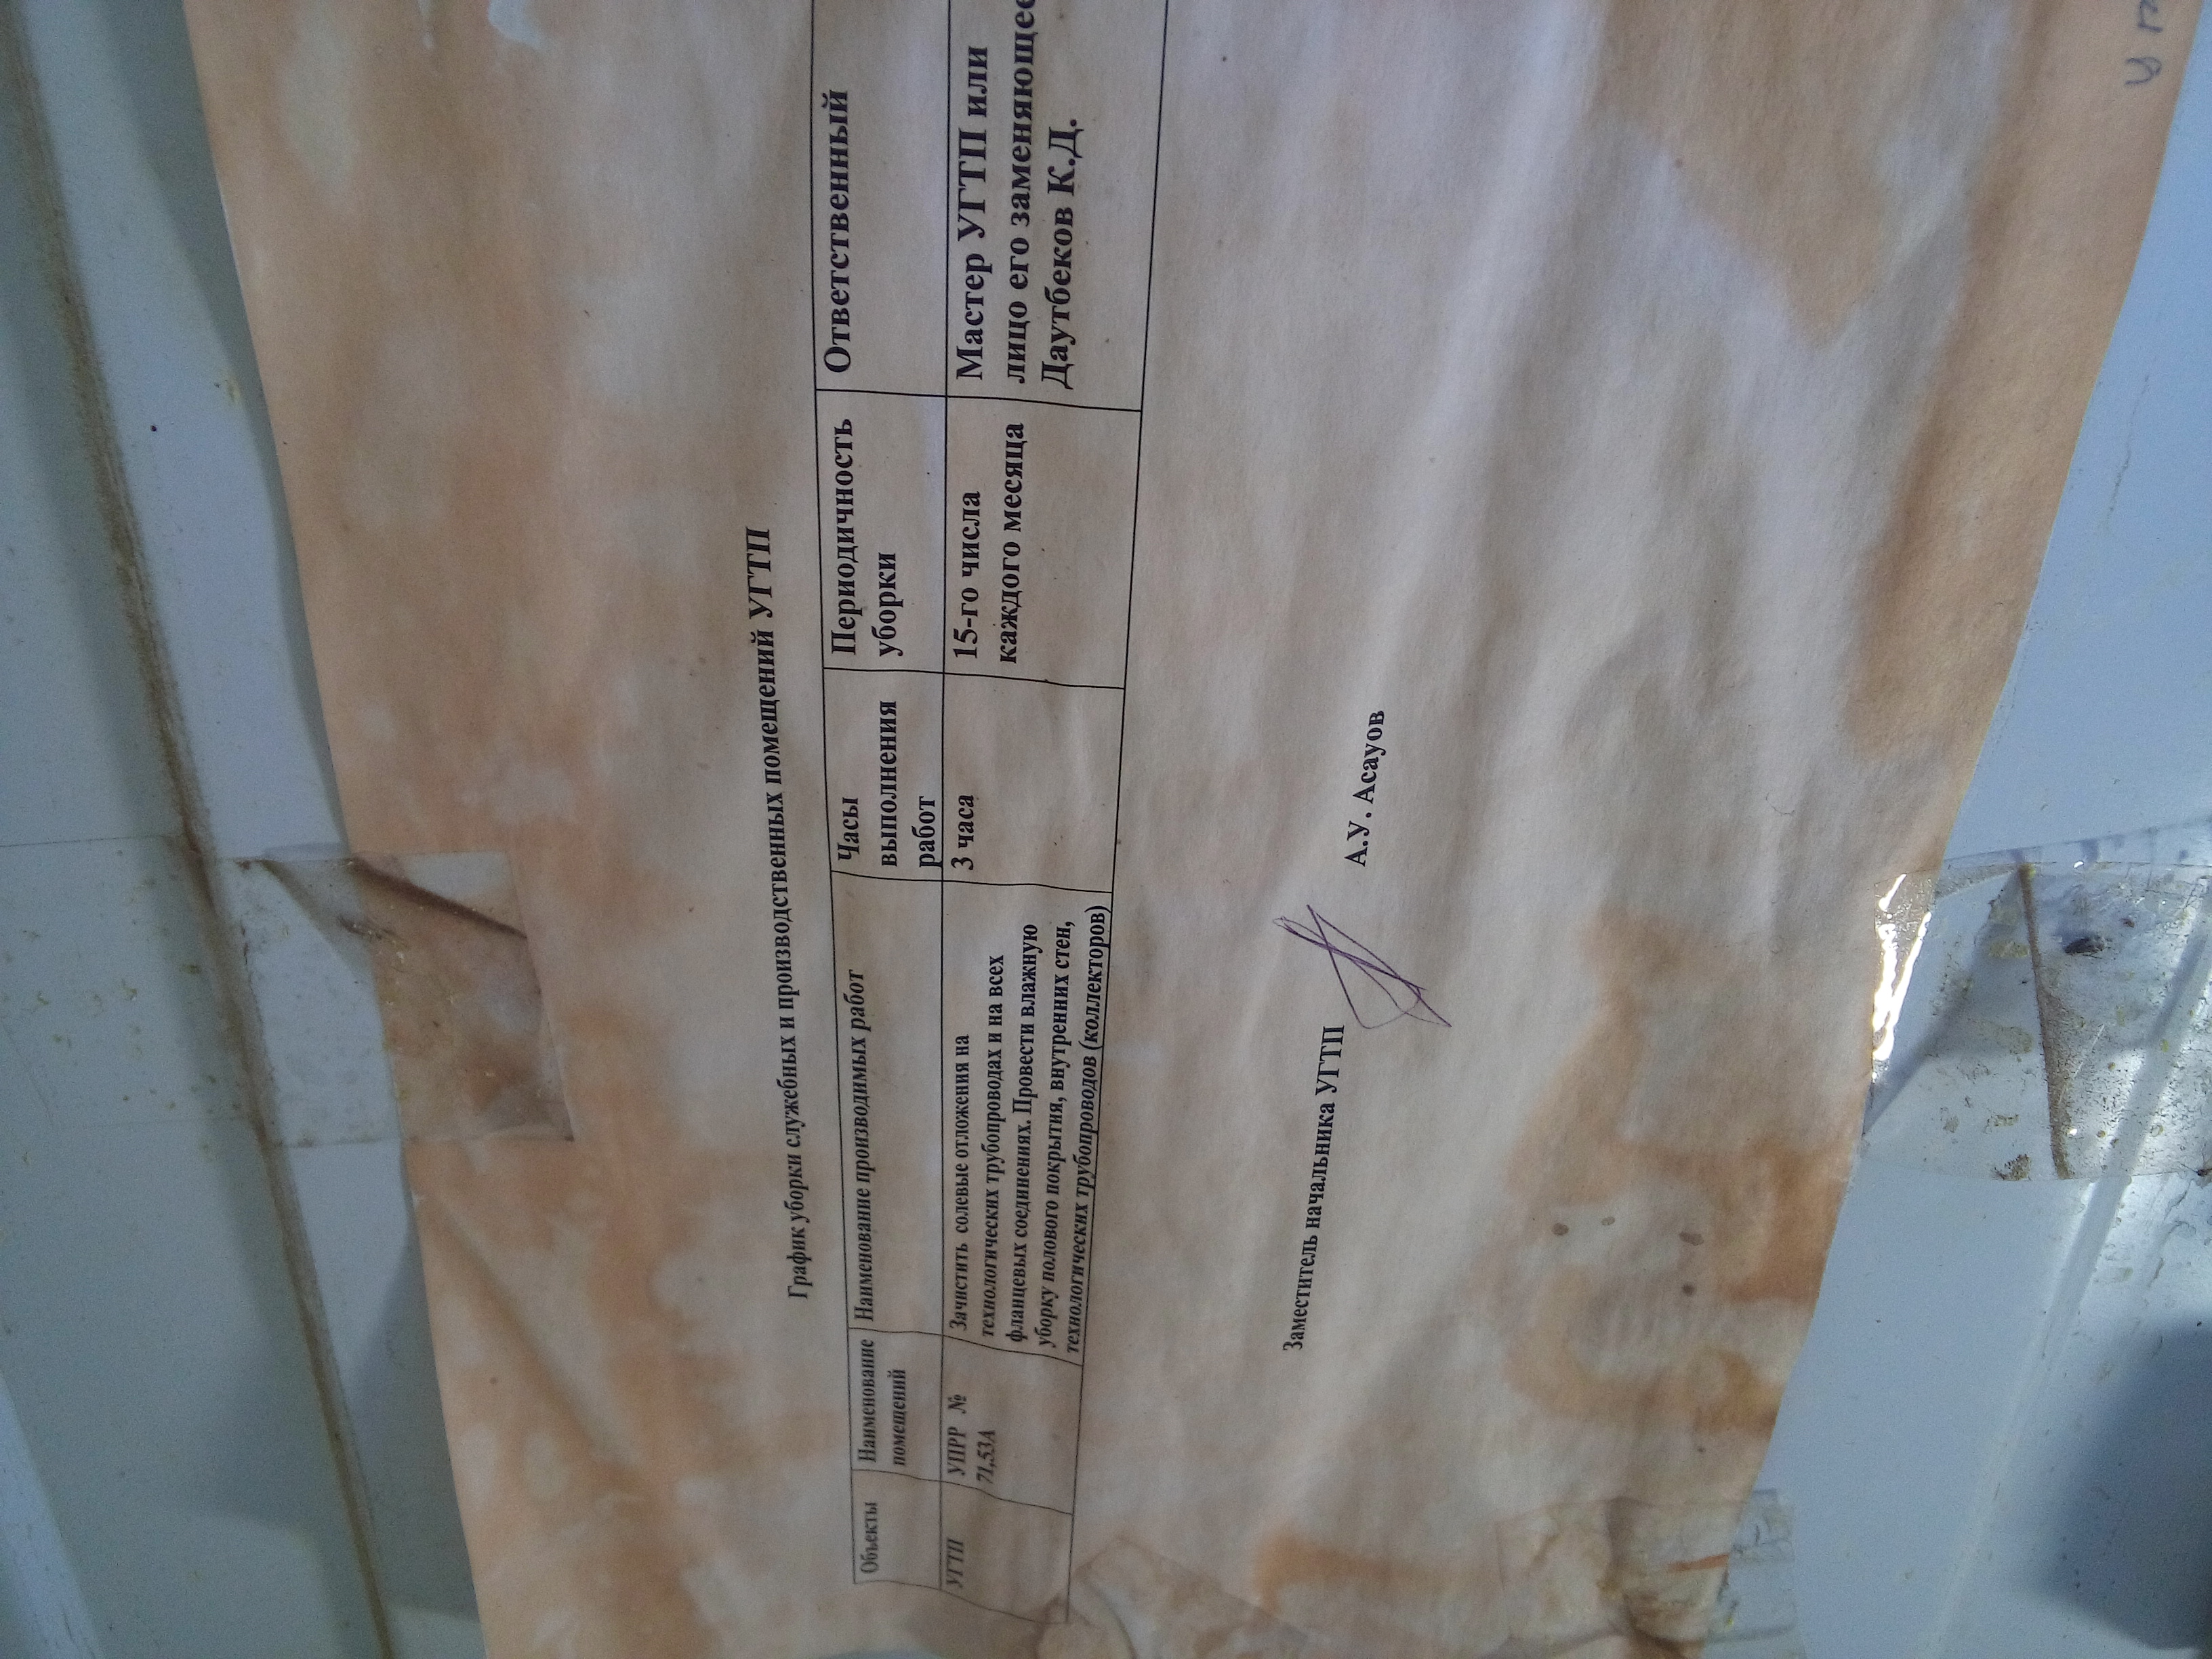 График уборки служебных и производственных помещений УГТП
Объекты
Наименование
помещений
Наименование производимых работ
Часы
выполнения
работ
Периодичность
уборки
Ответственный
УГТП
УПРР №
71,53А
Зачистить солевые отложения на
технологических трубопроводах и на всех
фланцевых соединениях. Провести влажную
уборку полового покрытия, внутренних стен,
технологических трубопроводов (коллекторов)
3 часа
15-го числа
каждого месяца
Мастер УГТП или
лицо его заменяющее
Даутбеков К.Д.
Заместитель начальника УГТП
А.У. Асауов